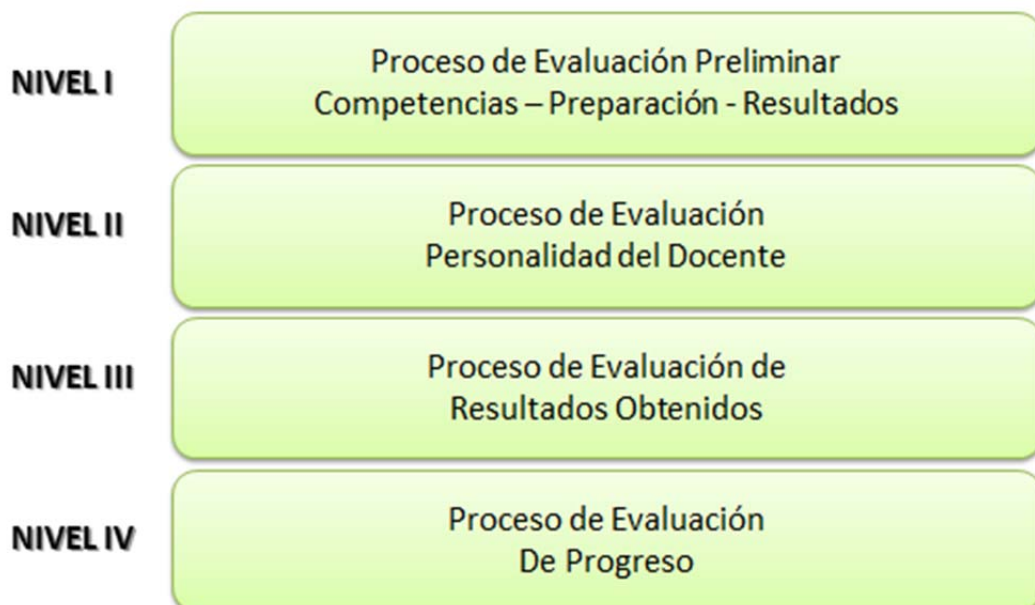 NIVEL I
Proceso de Evaluación Preliminar
Competencias – Preparación - Resultados
NIVEL II
Proceso de Evaluación
Personalidad del Docente
NIVEL III
Proceso de Evaluación de
Resultados Obtenidos
NIVEL IV
Proceso de Evaluación
De Progreso